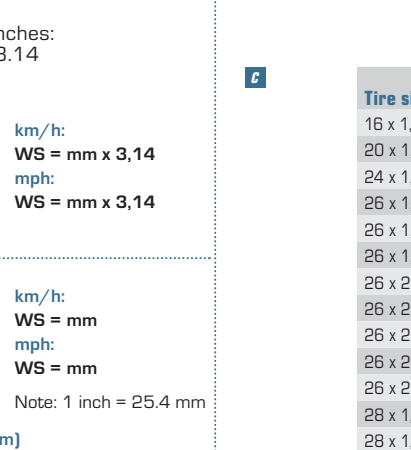 nches:
3.14
km/h:
WS = mm x 3,14
mph:
WS = mm x 3,14
km/h:
WS = mm
mph:
WS = mm
Note: 1 inch = 25.4 mm
m)
C
Tire si
16 x 1,
20 x 1
24 x 1,
26 x 1
26 x 1
26 x 1
26 x 2
26 x 2
26 x 2
26 x 2
26 x 2
28 x 1,
28 x 1,